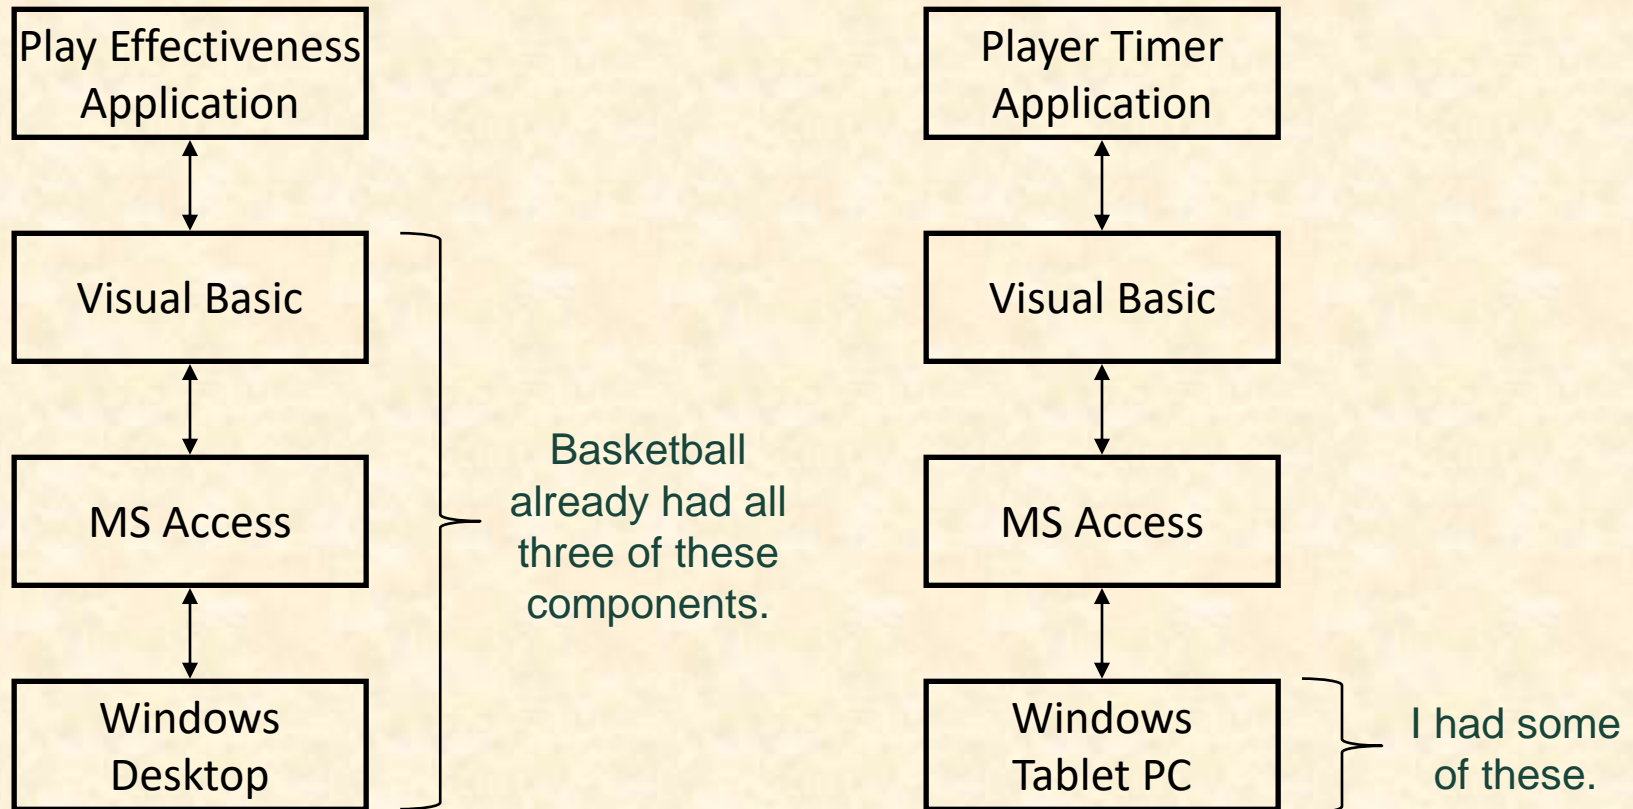 Play Effectiveness
Application
Visual Basic
MS Access
Windows
Desktop
Basketball
already had all
three of these
components.
Player Timer
Application
Visual Basic
MS Access
Windows
Tablet PC
I had some
of these.